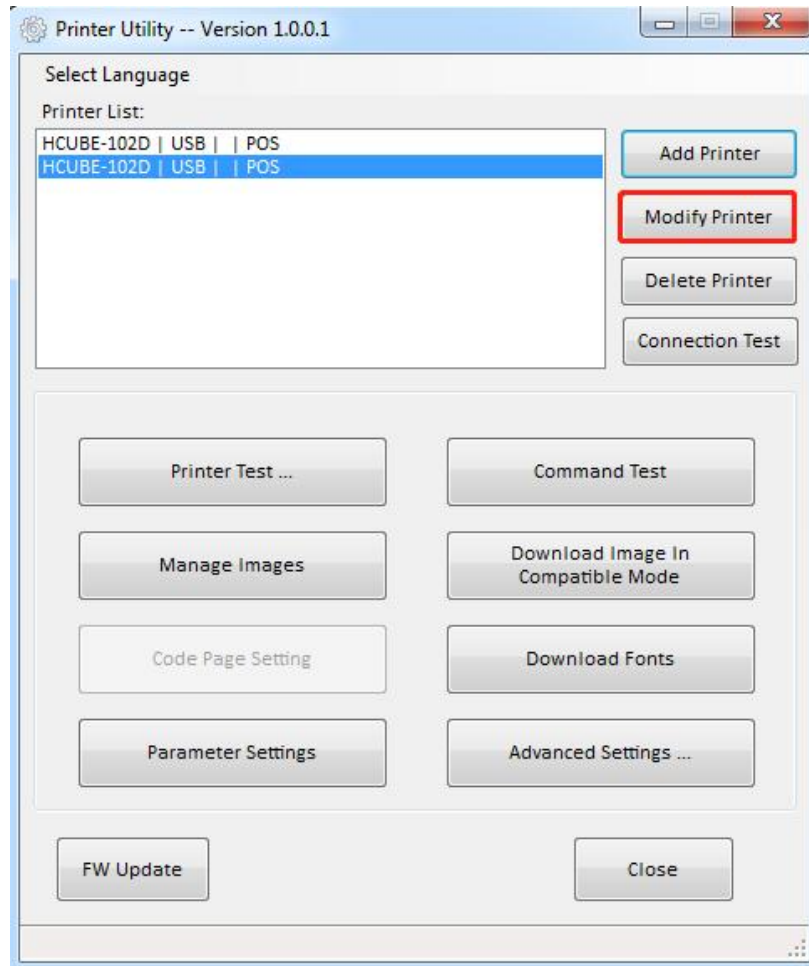 Printer Utility -- Version 1.0.0.1
Select Language
Printer List:
HCUBE-102D | USB | | POS
HCUBE-102D | USB | | POS
Add Printer
Modify Printer
Delete Printer
Connection Test
Printer Test ...
Command Test
Manage Images
Download Image In
Compatible Mode
Code Page Setting
Download Fonts
Parameter Settings
Advanced Settings ...
FW Update
Close